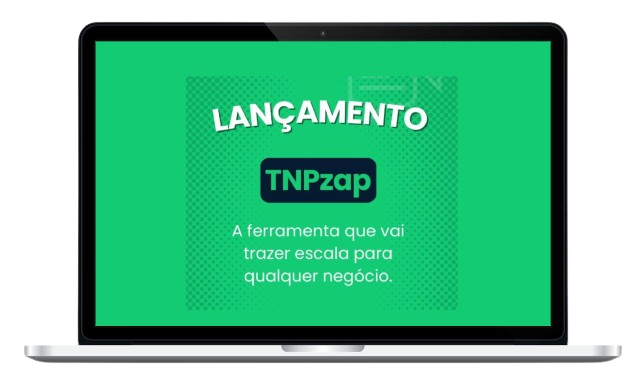 LANÇAMENTO
TNPzap
A ferramenta que vai
trazer escala para
qualquer negócio.